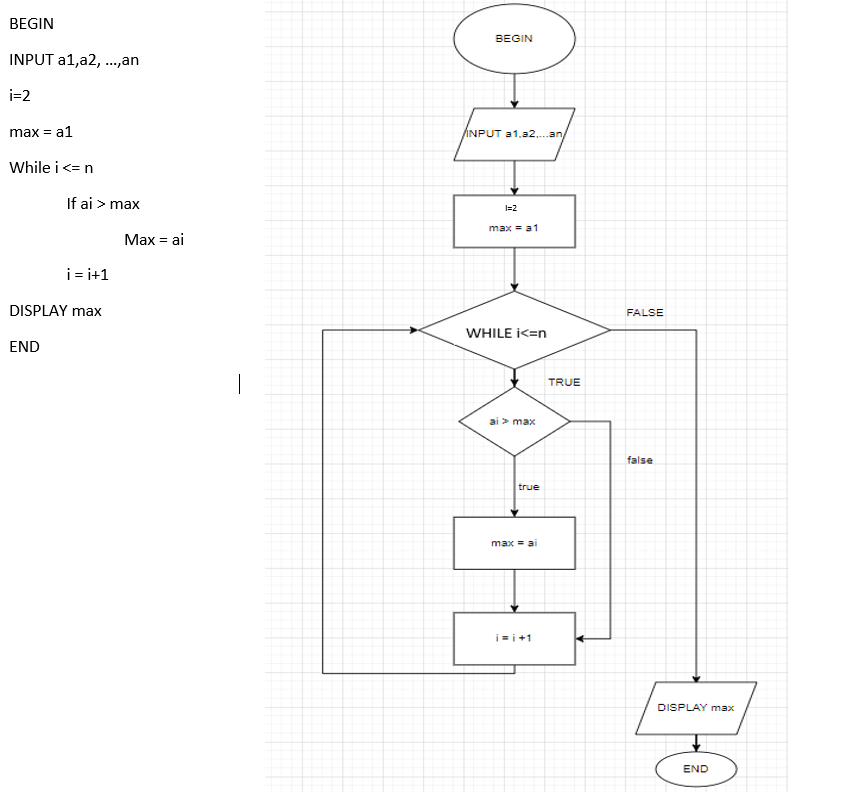 BEGIN
INPUT a1,a2, ...,an
i=2
max = a1
While i <= n
If ai > max
Max = ai
i = i+1
DISPLAY max
END
BEGIN
INPUT a1,a2,...an
I=2
max = a1
WHILE i<=n
FALSE
TRUE
ai > max
false
true
max = ai
i = i +1
DISPLAY max
END